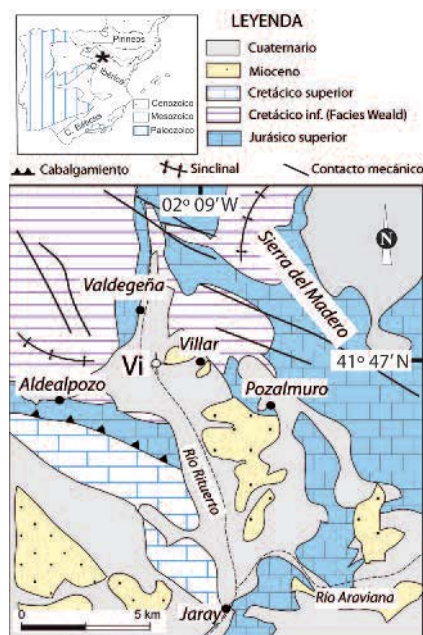 LEYENDA
Cuaternario
Mioceno
Cretácico superior
Cretácico inf. (Facies Weald)
Jurásico superior
Pirineos
C. Ibérica
C. Béticas
Cenozoico
Mesozoico
Paleozoico
Cabalgamiento
Sinclinal
Contacto mecánico
02º 09’W
N
Sierra del Madero
Valdegeña
Vi
Villar
41º 47’N
Aldealpozo
Pozalmuro
Río Rituerto
Río Araviana
Jaray
0 5 km